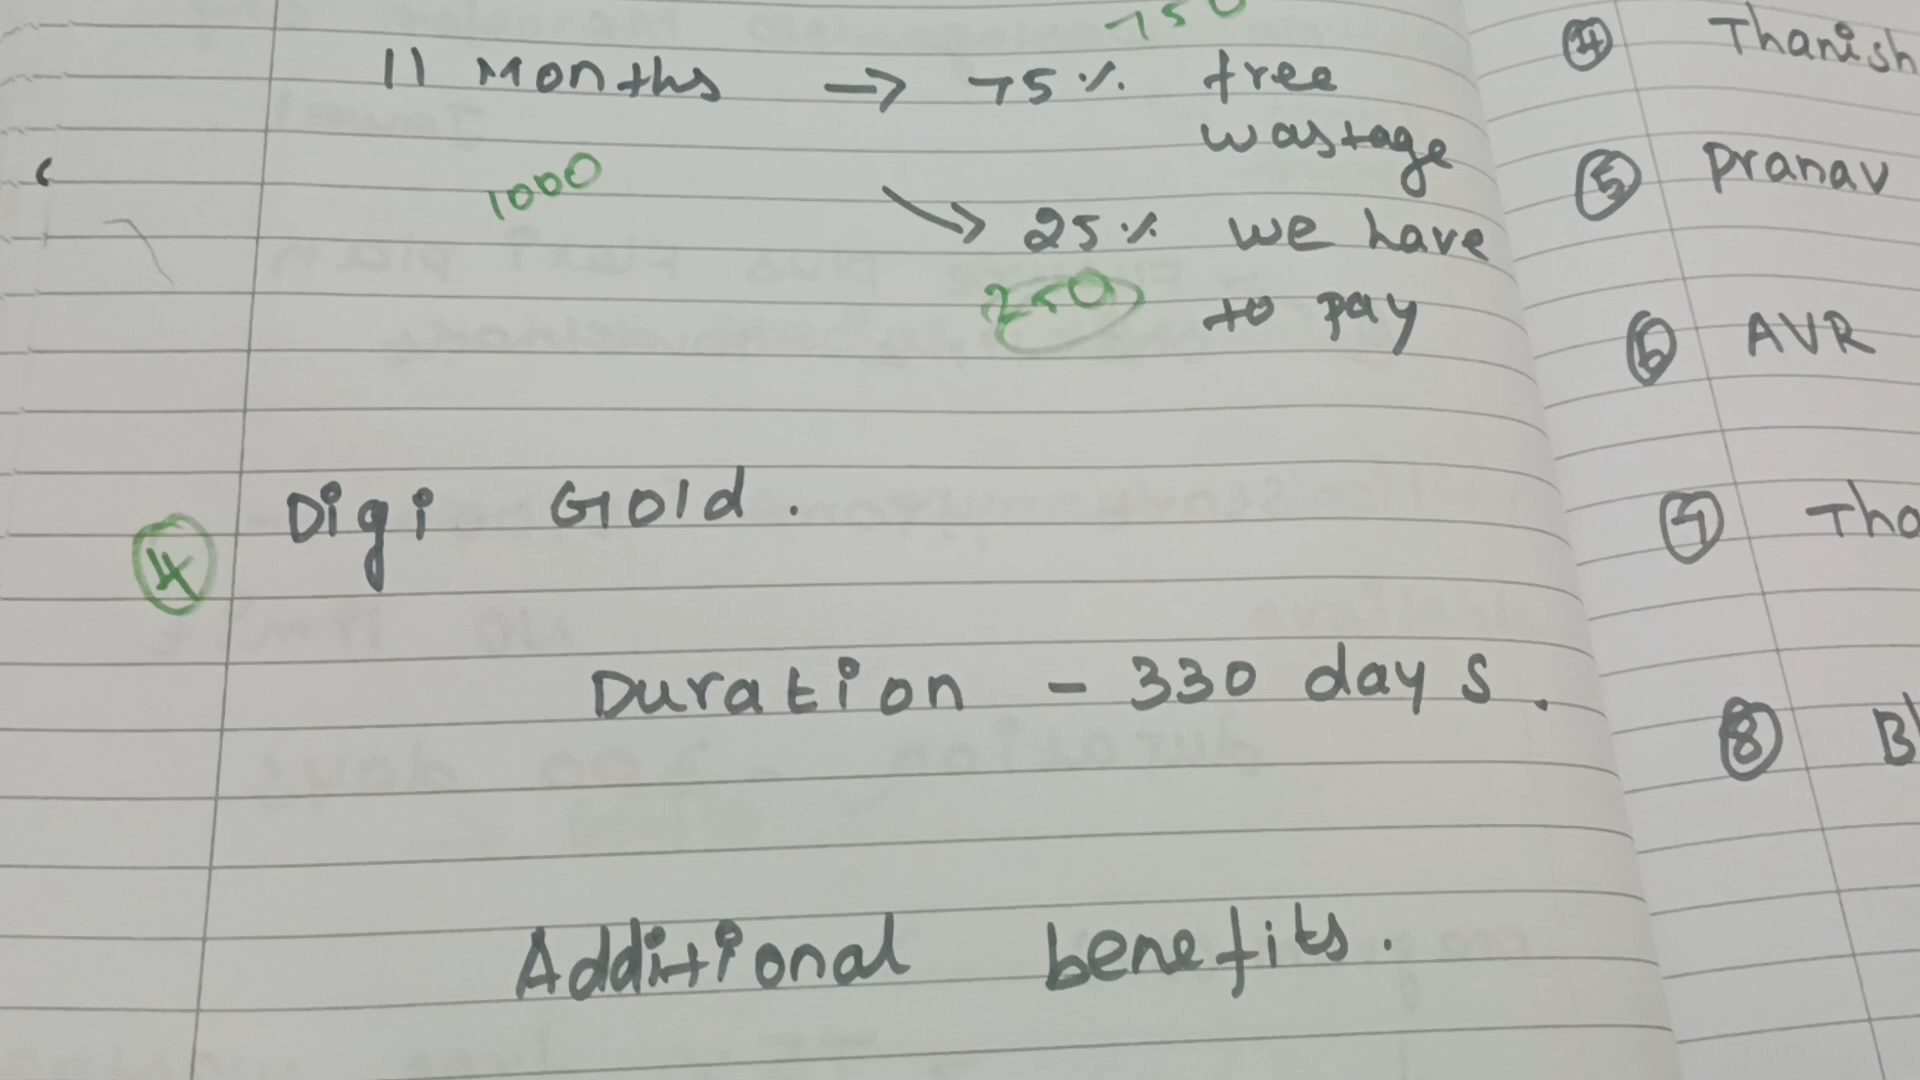 750
11 Months → 75% free
wastage
1000
→ 25% we have
250 to pay
④ Digi Gold.
Duration - 330 days.
Additional benefits.
④ Thanish
⑤ Pranav
⑥ AVR
⑦ Tha
⑧ Bl